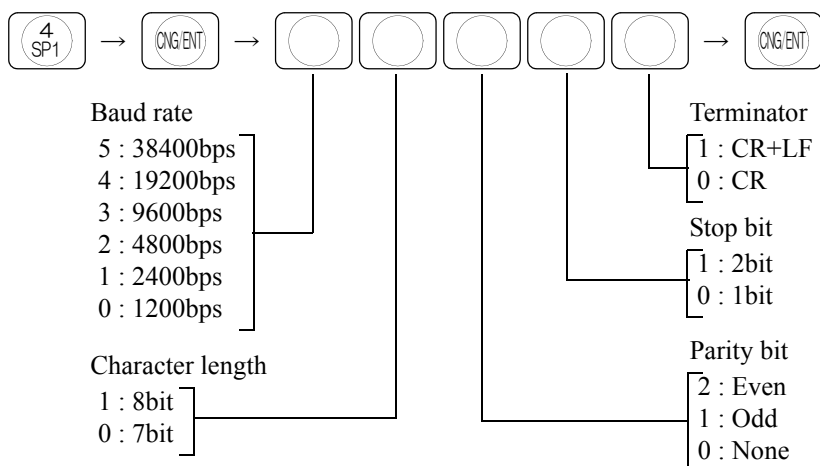 4
SP1
→
CNG/ENT
→
→
CNG/ENT
Baud rate
5 : 38400bps
4 : 19200bps
3 : 9600bps
2 : 4800bps
1 : 2400bps
0 : 1200bps
Character length
1 : 8bit
0 : 7bit
Terminator
1 : CR+LF
0 : CR
Stop bit
1 : 2bit
0 : 1bit
Parity bit
2 : Even
1 : Odd
0 : None